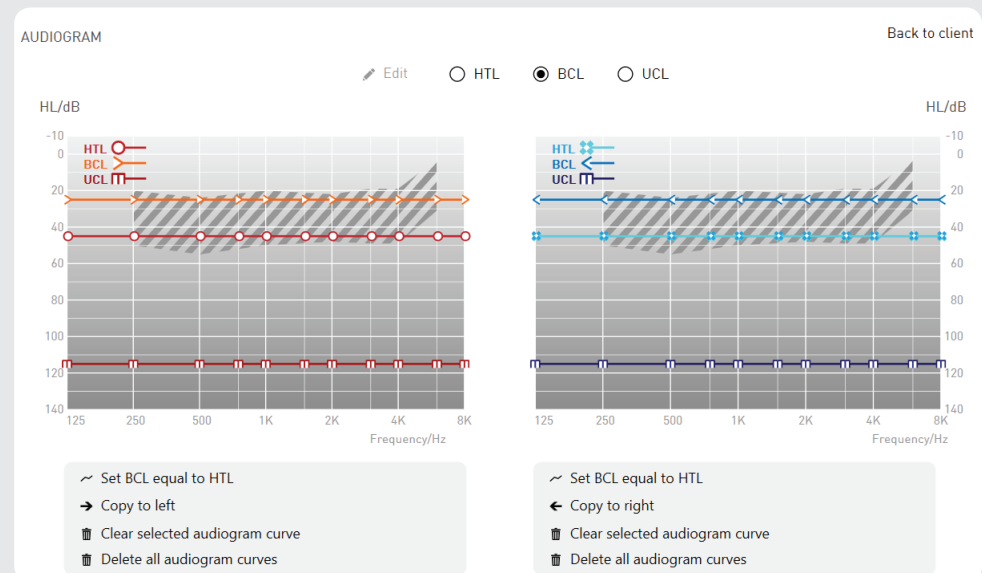 AUDIOGRAM
Back to client
Edit HTL BCL UCL
HL/dB
HL/dB
-10
0
20
40
60
80
100
120
140
HTL
BCL
UCL
125 250 500 1K 2K 4K 8K
Frequency/Hz
HTL
BCL
UCL
-10
0
20
40
60
80
100
120
140
125 250 500 1K 2K 4K 8K
Frequency/Hz
Set BCL equal to HTL
Copy to left
Clear selected audiogram curve
Delete all audiogram curves
Set BCL equal to HTL
Copy to right
Clear selected audiogram curve
Delete all audiogram curves